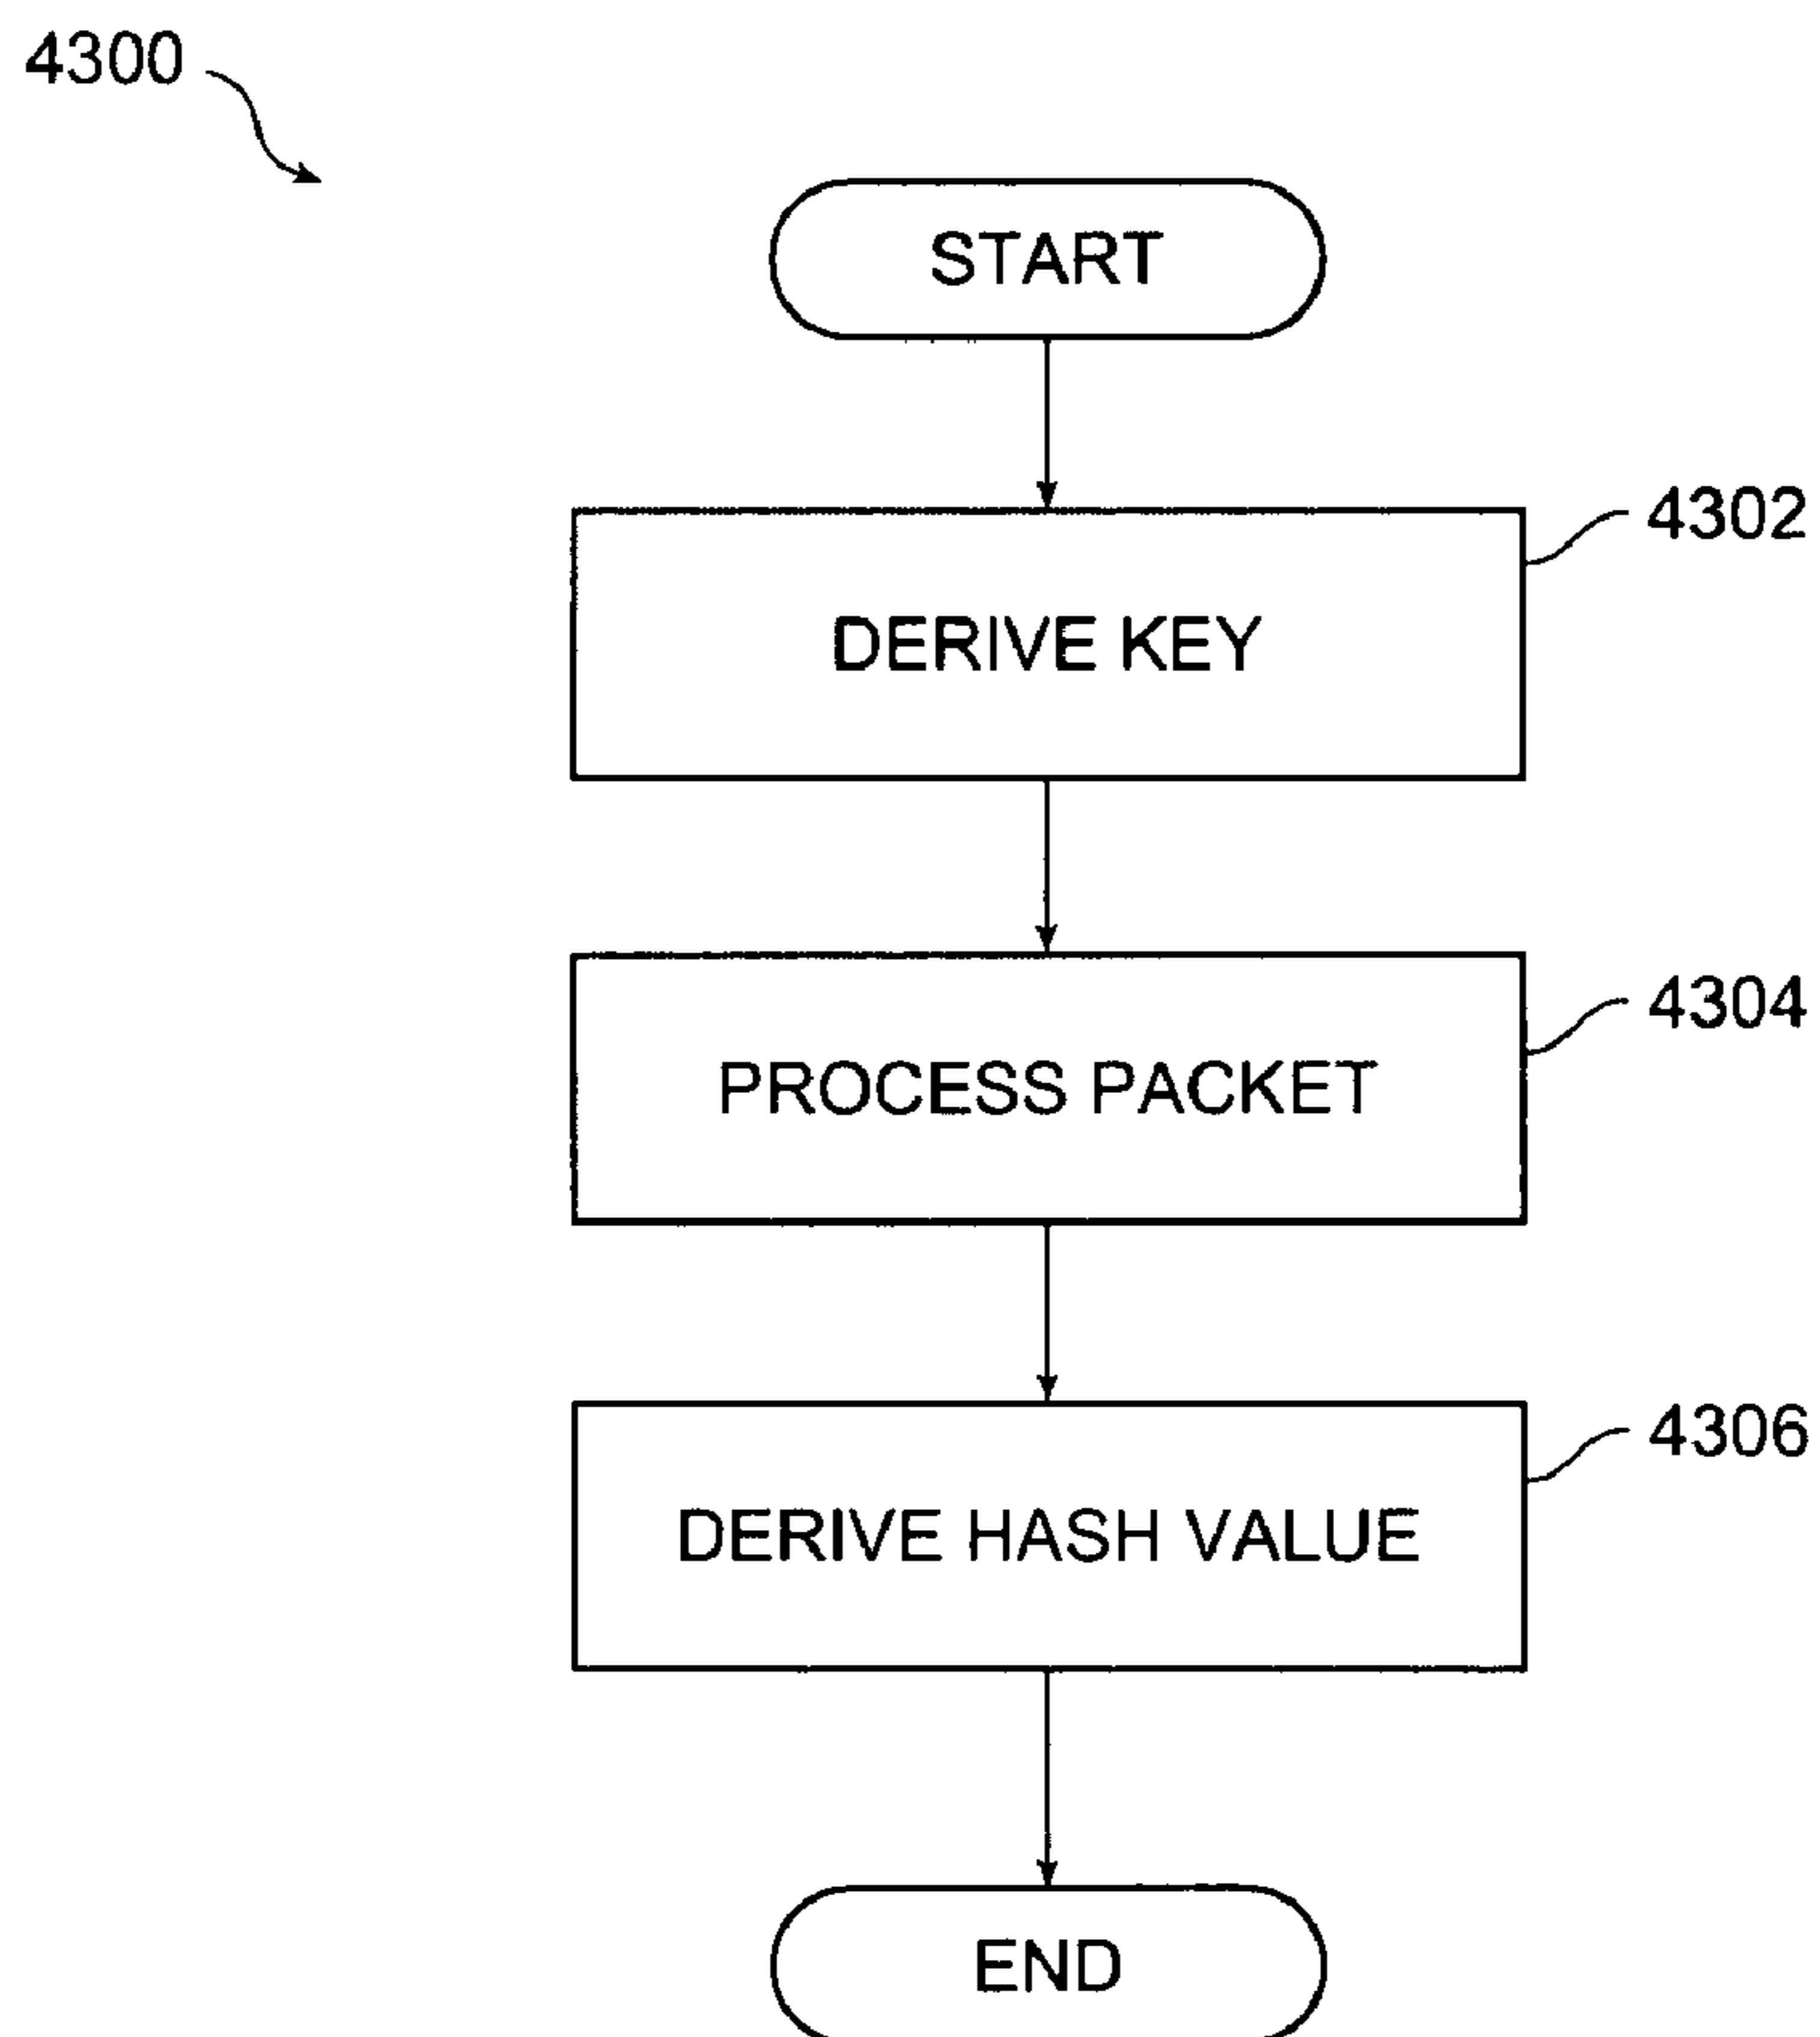 4300
START
4302
DERIVE KEY
4304
PROCESS PACKET
4306
DERIVE HASH VALUE
END